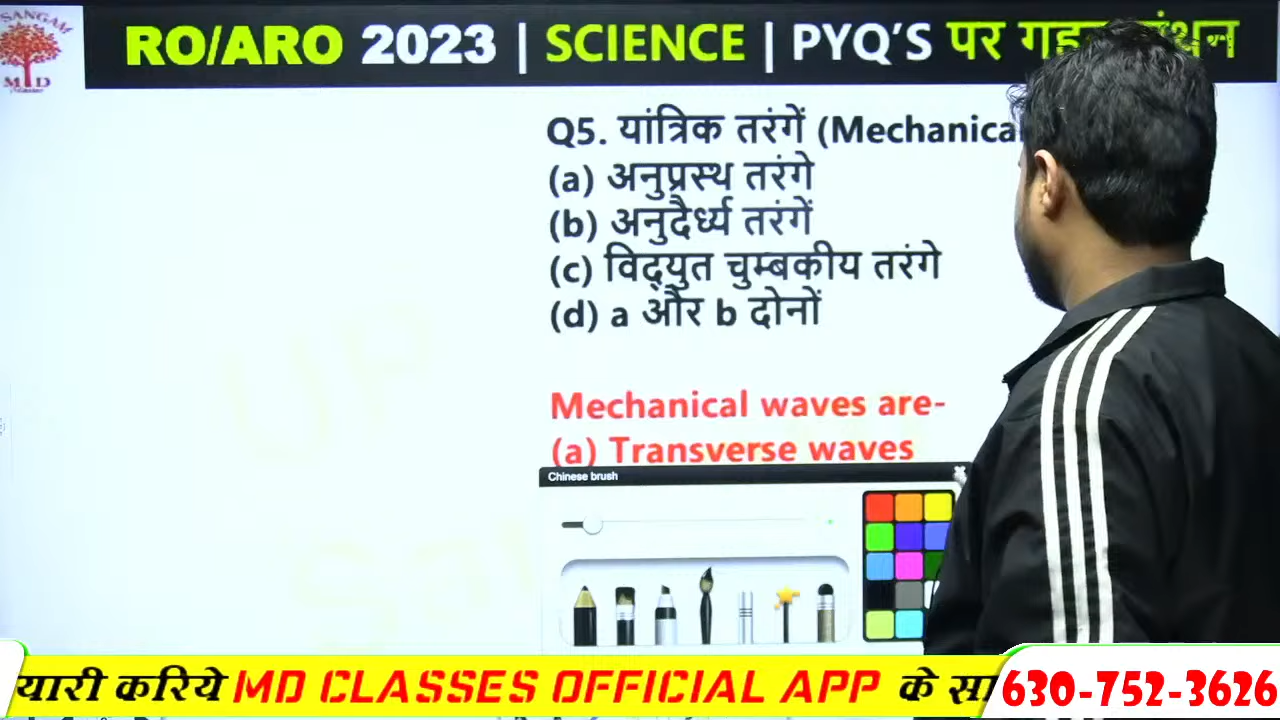 SANGAM
RO/ARO 2023 | SCIENCE | PYQ'S पर
M D
Q5. यांत्रिक तरंगें (Mechanica
(a) अनुप्रस्थ तरंगे
(b) अनुदैर्ध्य तरंगें
(c) विद्युत चुम्बकीय तरंगे
(d) a और b दोनों
Mechanical waves are-
(a) Transverse waves
Chinese brush
यारी करिये MD CLASSES OFFICIAL APP के सा
630-752-3626